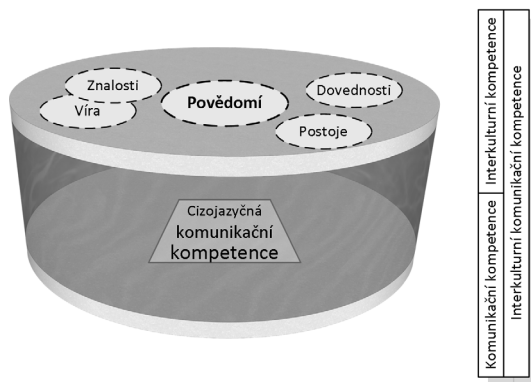 Znalosti
Víra
Povědomí
Dovednosti
Postoje
Cizojazyčná
komunikační
kompetence
Interkulturní kompetence
Komunikační kompetence
Interkulturní komunikační kompetence